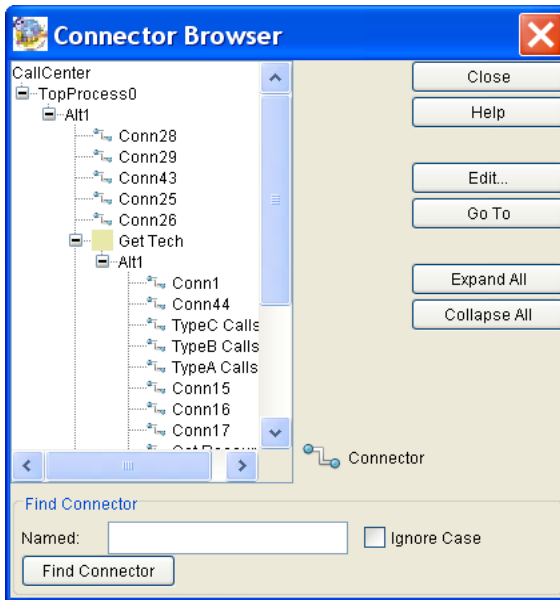 Connector Browser
CallCenter
TopProcess0
Alt1
Conn28
Conn29
Conn43
Conn25
Conn26
Get Tech
Alt1
Conn1
Conn44
TypeC Calls
TypeB Calls
TypeA Calls
Conn15
Conn16
Conn17
Close
Help
Edit...
Go To
Expand All
Collapse All
Connector
Find Connector
Named:
Ignore Case
Find Connector